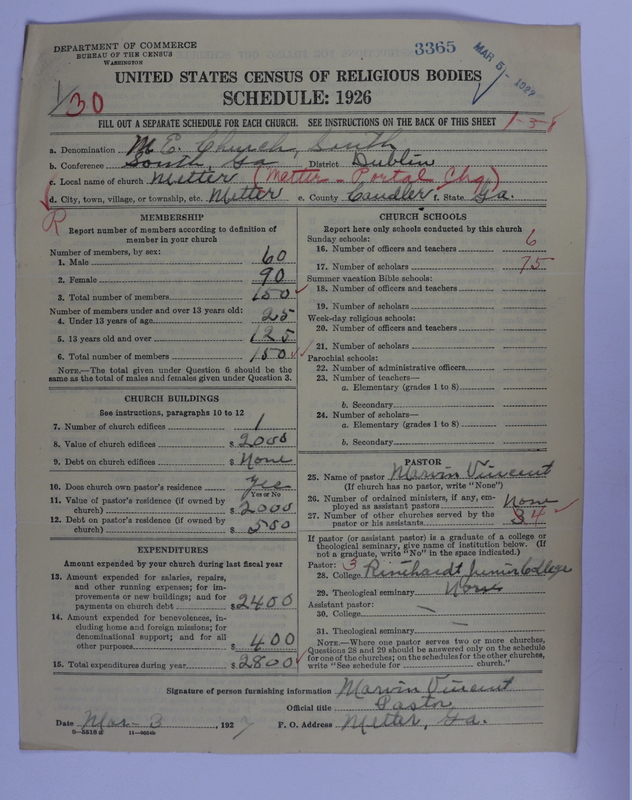 DEPARTMENT OF COMMERCE
BUREAU OF THE CENSUS
WASHINGTON
3365
MAR 5 - 1927
UNITED STATES CENSUS OF RELIGIOUS BODIES
SCHEDULE: 1926
1/30
FILL OUT A SEPARATE SCHEDULE FOR EACH CHURCH. SEE INSTRUCTIONS ON THE BACK OF THIS SHEET
1-3-8
a. Denomination M. E. Church, South
b. Conference South, Ga District Dublin
c. Local name of church Metter (Metter - Portal Chg)
d. City, town, village, or township, etc. Metter e. County Candler f. State Ga.
R
MEMBERSHIP
Report number of members according to definition of member in your church
Number of members, by sex:
1. Male 60
2. Female 90
3. Total number of members 150
Number of members under and over 13 years old:
4. Under 13 years of age 25
5. 13 years old and over 125
6. Total number of members 150
NOTE.—The total given under Question 6 should be the same as the total of males and females given under Question 3.
CHURCH BUILDINGS
See instructions, paragraphs 10 to 12
7. Number of church edifices 1
8. Value of church edifices $ 2000
9. Debt on church edifices $ None
10. Does church own pastor's residence Yes
Yes or No
11. Value of pastor's residence (if owned by church) $ 2000
12. Debt on pastor's residence (if owned by church) $ 500
EXPENDITURES
Amount expended by your church during last fiscal year
13. Amount expended for salaries, repairs, and other running expenses; for improvements or new buildings; and for payments on church debt $ 2400
14. Amount expended for benevolences, including home and foreign missions; for denominational support; and for all other purposes $ 400
15. Total expenditures during year $ 2800
CHURCH SCHOOLS
Report here only schools conducted by this church
Sunday schools:
16. Number of officers and teachers 6
17. Number of scholars 75
Summer vacation Bible schools:
18. Number of officers and teachers
19. Number of scholars
Week-day religious schools:
20. Number of officers and teachers
21. Number of scholars
Parochial schools:
22. Number of administrative officers
23. Number of teachers—
a. Elementary (grades 1 to 8)
b. Secondary
24. Number of scholars—
a. Elementary (grades 1 to 8)
b. Secondary
PASTOR
25. Name of pastor Marvin Vincent
(If church has no pastor, write "None")
26. Number of ordained ministers, if any, employed as assistant pastors None
27. Number of other churches served by the pastor or his assistants 34
If pastor (or assistant pastor) is a graduate of a college or theological seminary, give name of institution below. (If not a graduate, write "No" in the space indicated.)
Pastor: 3
28. College Rinehardt Junior College
29. Theological seminary None
Assistant pastor:
30. College —
31. Theological seminary —
NOTE.—Where one pastor serves two or more churches, Questions 28 and 29 should be answered only on the schedule for one of the churches; on the schedules for the other churches, write "See schedule for church."
Signature of person furnishing information Marvin Vincent
Official title Pastor
Date Mar 3, 1927 P. O. Address Metter, Ga.